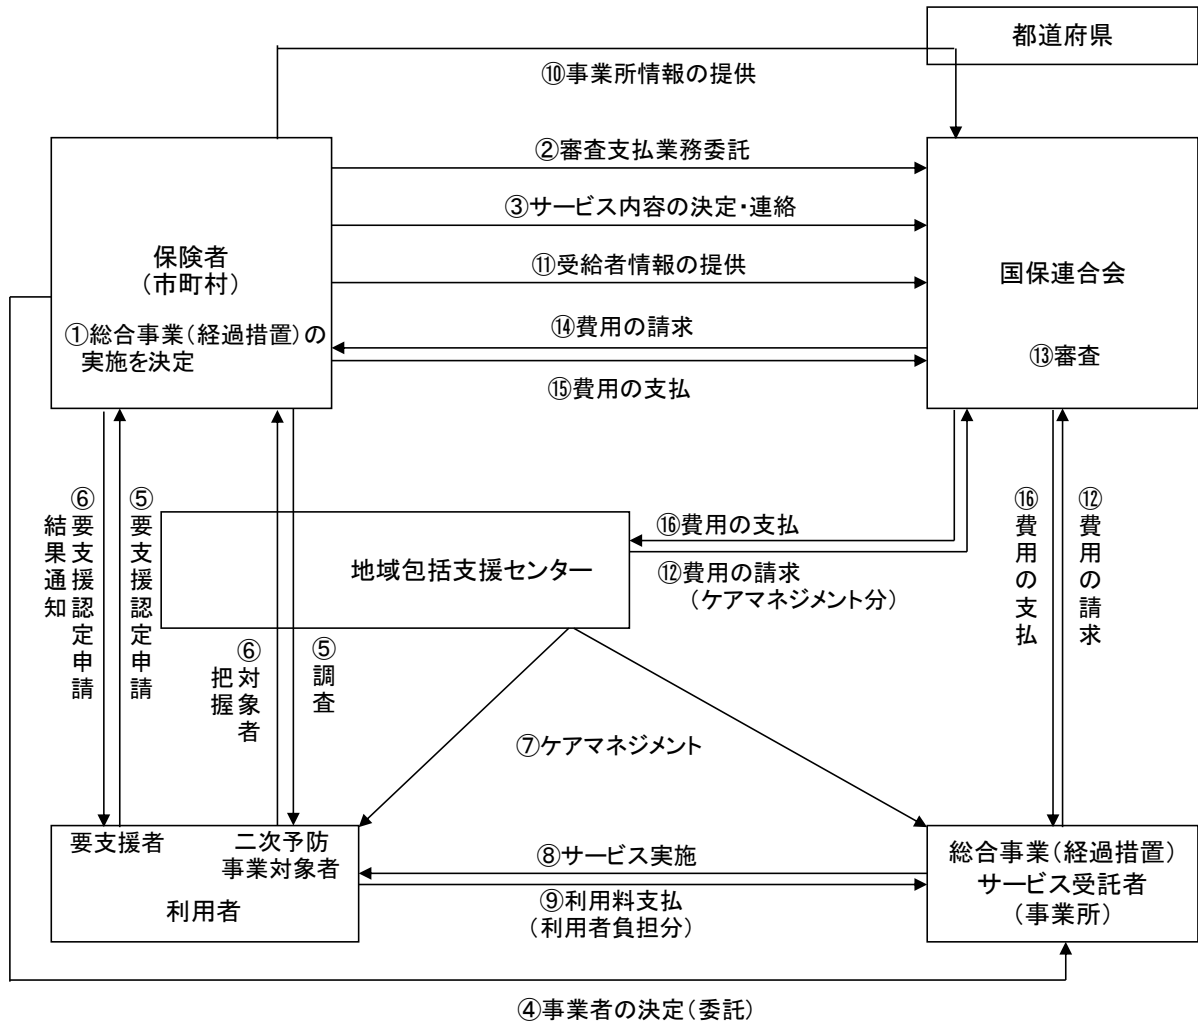 都道府県
⑩事業所情報の提供
②審査支払業務委託
③サービス内容の決定・連絡
保険者
（市町村）
⑪受給者情報の提供
国保連合会
①総合事業（経過措置）の
実施を決定
⑭費用の請求
⑬審査
⑮費用の支払
⑥要支援認定申請
結果通知
⑤要支援認定申請
⑥対象者
把握
⑤調査
地域包括支援センター
⑯費用の支払
⑫費用の請求
（ケアマネジメント分）
⑯費用の支払
⑫費用の請求
⑦ケアマネジメント
要支援者
二次予防
事業対象者
利用者
⑧サービス実施
⑨利用料支払
（利用者負担分）
総合事業（経過措置）
サービス受託者
（事業所）
④事業者の決定（委託）